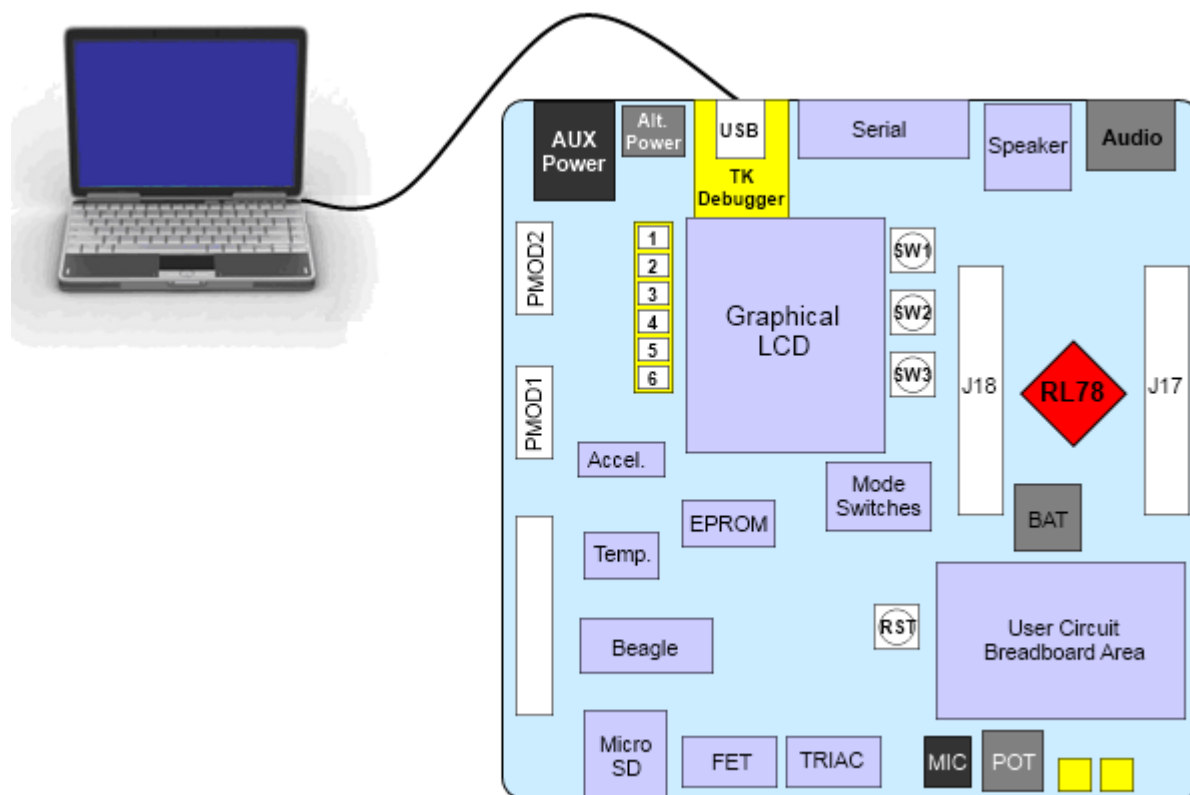 AUX
Power
Alt.
Power
USB
TK
Debugger
Serial
Speaker
Audio
PMOD2
1
2
3
4
5
6
Graphical
LCD
SW1
SW2
SW3
J18
RL78
J17
PMOD1
Accel.
Mode
Switches
EPROM
BAT
Temp.
RST
User Circuit
Breadboard Area
Beagle
Micro
SD
FET
TRIAC
MIC
POT